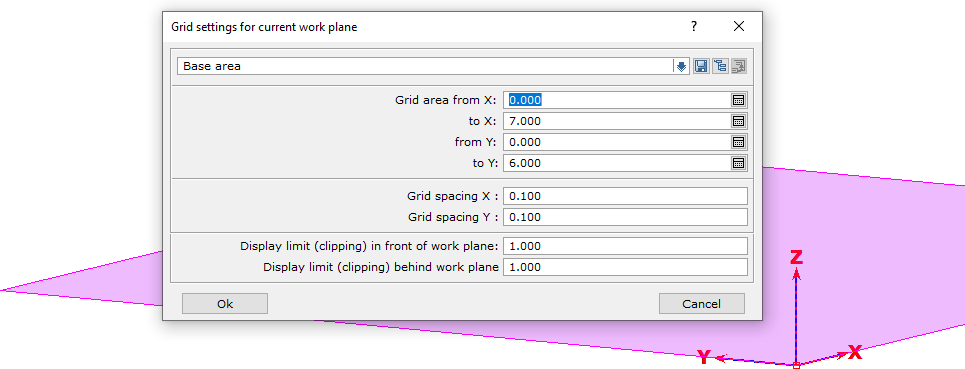 Grid settings for current work plane
?
Base area
Grid area from X: 0.000
to X: 7.000
from Y: 0.000
to Y: 6.000
Grid spacing X : 0.100
Grid spacing Y : 0.100
Display limit (clipping) in front of work plane: 1.000
Display limit (clipping) behind work plane 1.000
Ok Cancel
Z
Y X